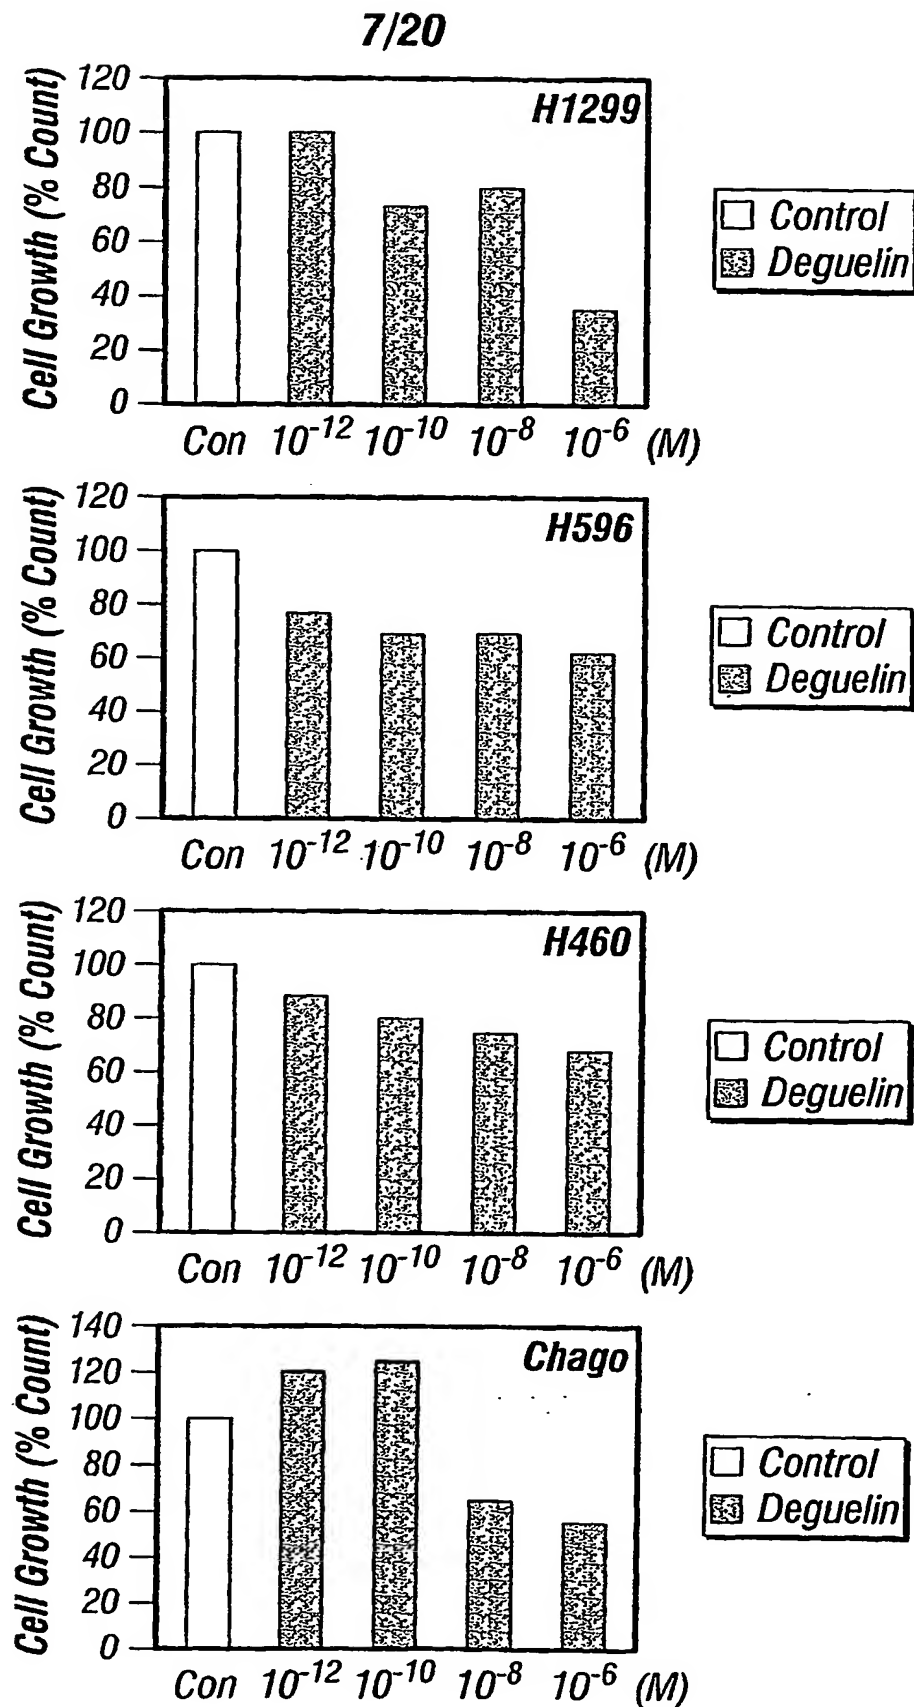 7/20
Cell Growth (% Count)
120
100
80
60
40
20
0
H1299
Con 10⁻¹² 10⁻¹⁰ 10⁻⁸ 10⁻⁶ (M)
Control
Deguelin
Cell Growth (% Count)
120
100
80
60
40
20
0
H596
Con 10⁻¹² 10⁻¹⁰ 10⁻⁸ 10⁻⁶ (M)
Control
Deguelin
Cell Growth (% Count)
120
100
80
60
40
20
0
H460
Con 10⁻¹² 10⁻¹⁰ 10⁻⁸ 10⁻⁶ (M)
Control
Deguelin
Cell Growth (% Count)
140
120
100
80
60
40
20
0
Chago
Con 10⁻¹² 10⁻¹⁰ 10⁻⁸ 10⁻⁶ (M)
Control
Deguelin